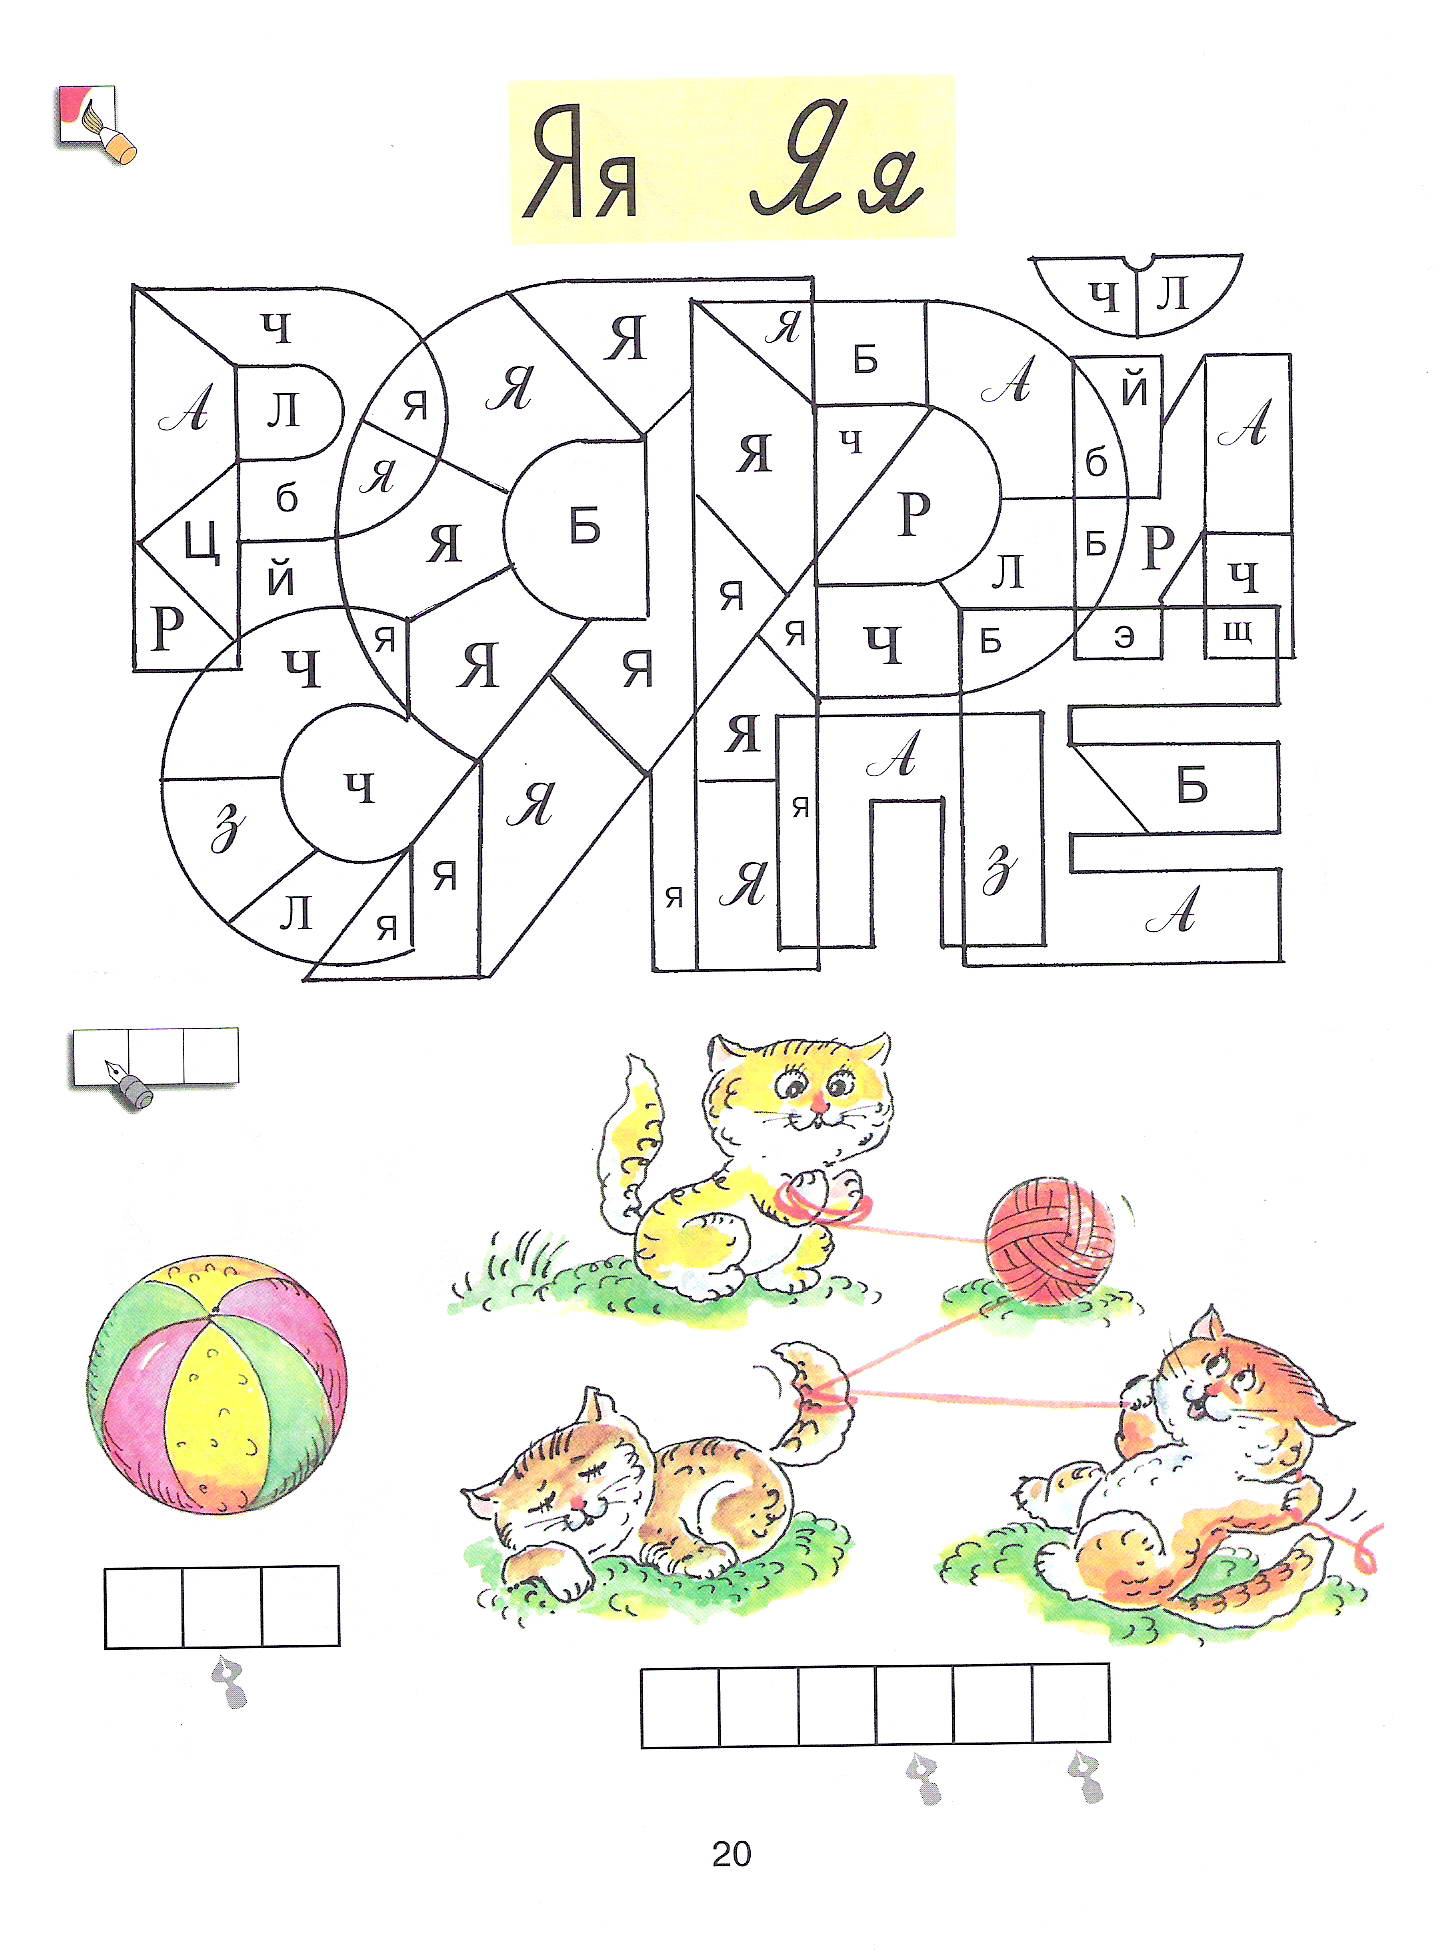 Яя Яя
Ч Л
Ч Я Я Б Й
А Л Я Я А А
Я Я Ч б
б Ц Я Б Р Б Р
Й Я Л Ч
Р Ч Я Я Я Я Я Ч Б Э Щ
Ч З Я Я А Б
Я З
Л Я Я Я Я А
20